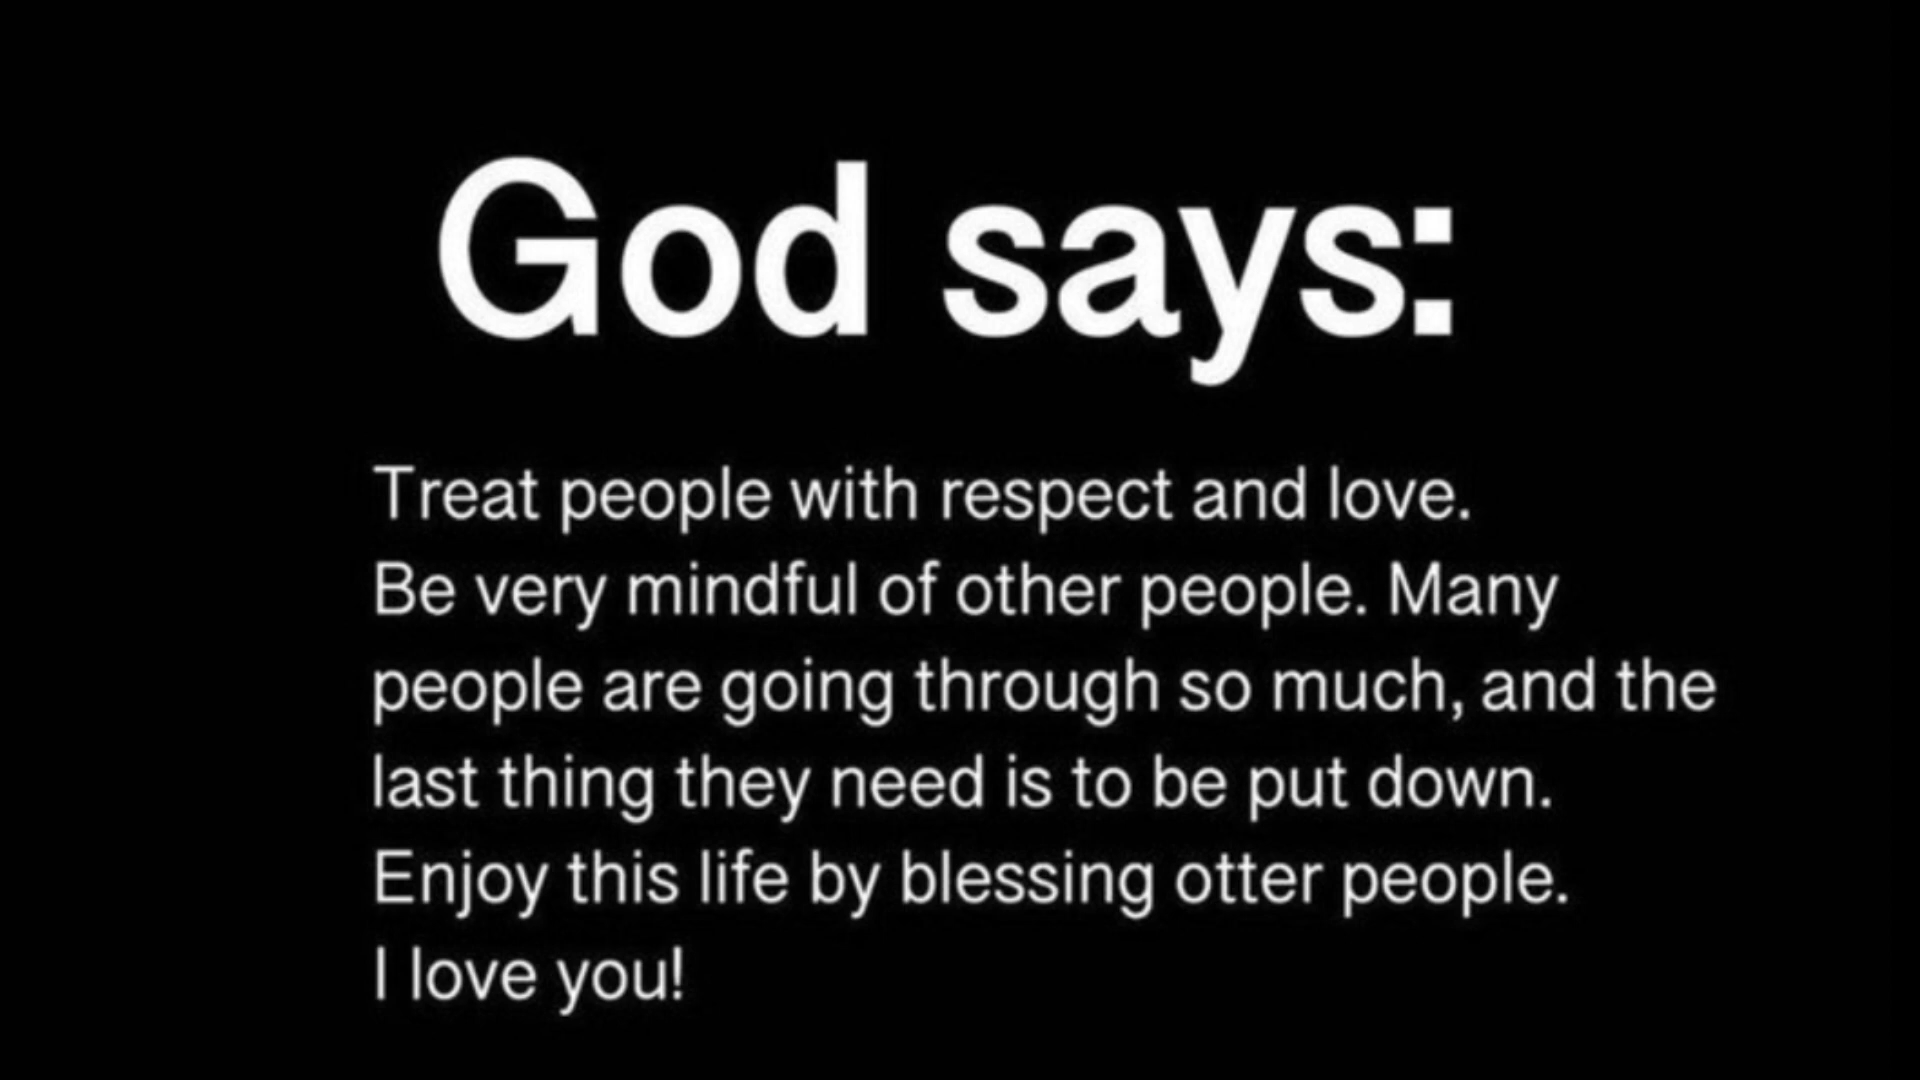 God says:
Treat people with respect and love.
Be very mindful of other people. Many
people are going through so much, and the
last thing they need is to be put down.
Enjoy this life by blessing otter people.
I love you!